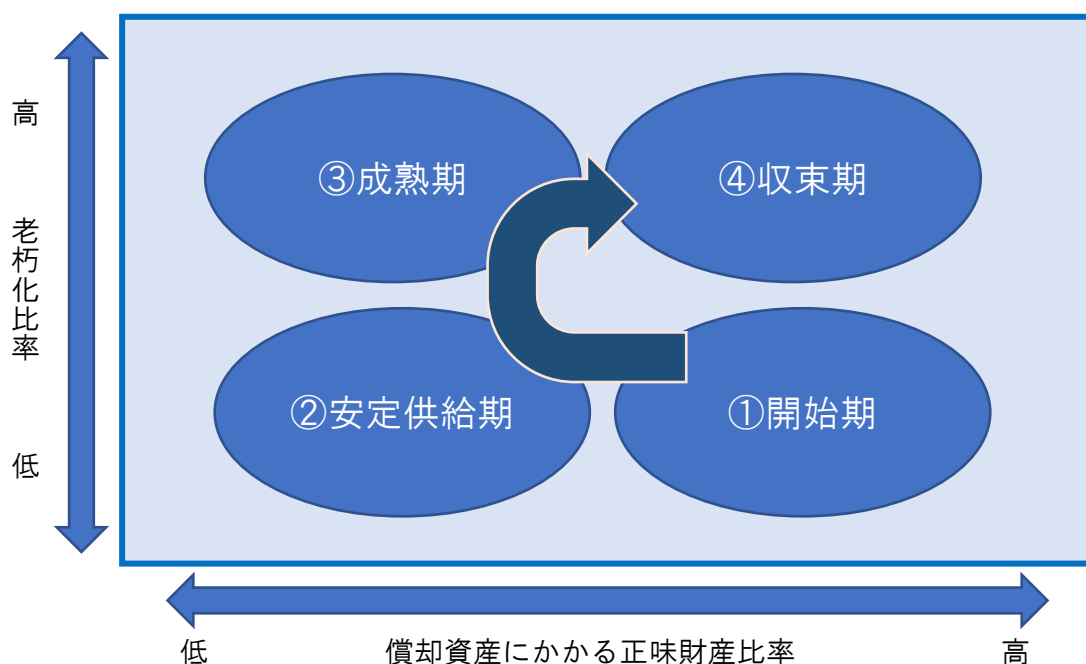 高
老朽化比率
低
③成熟期
④収束期
②安定供給期
①開始期
低
償却資産にかかる正味財産比率
高